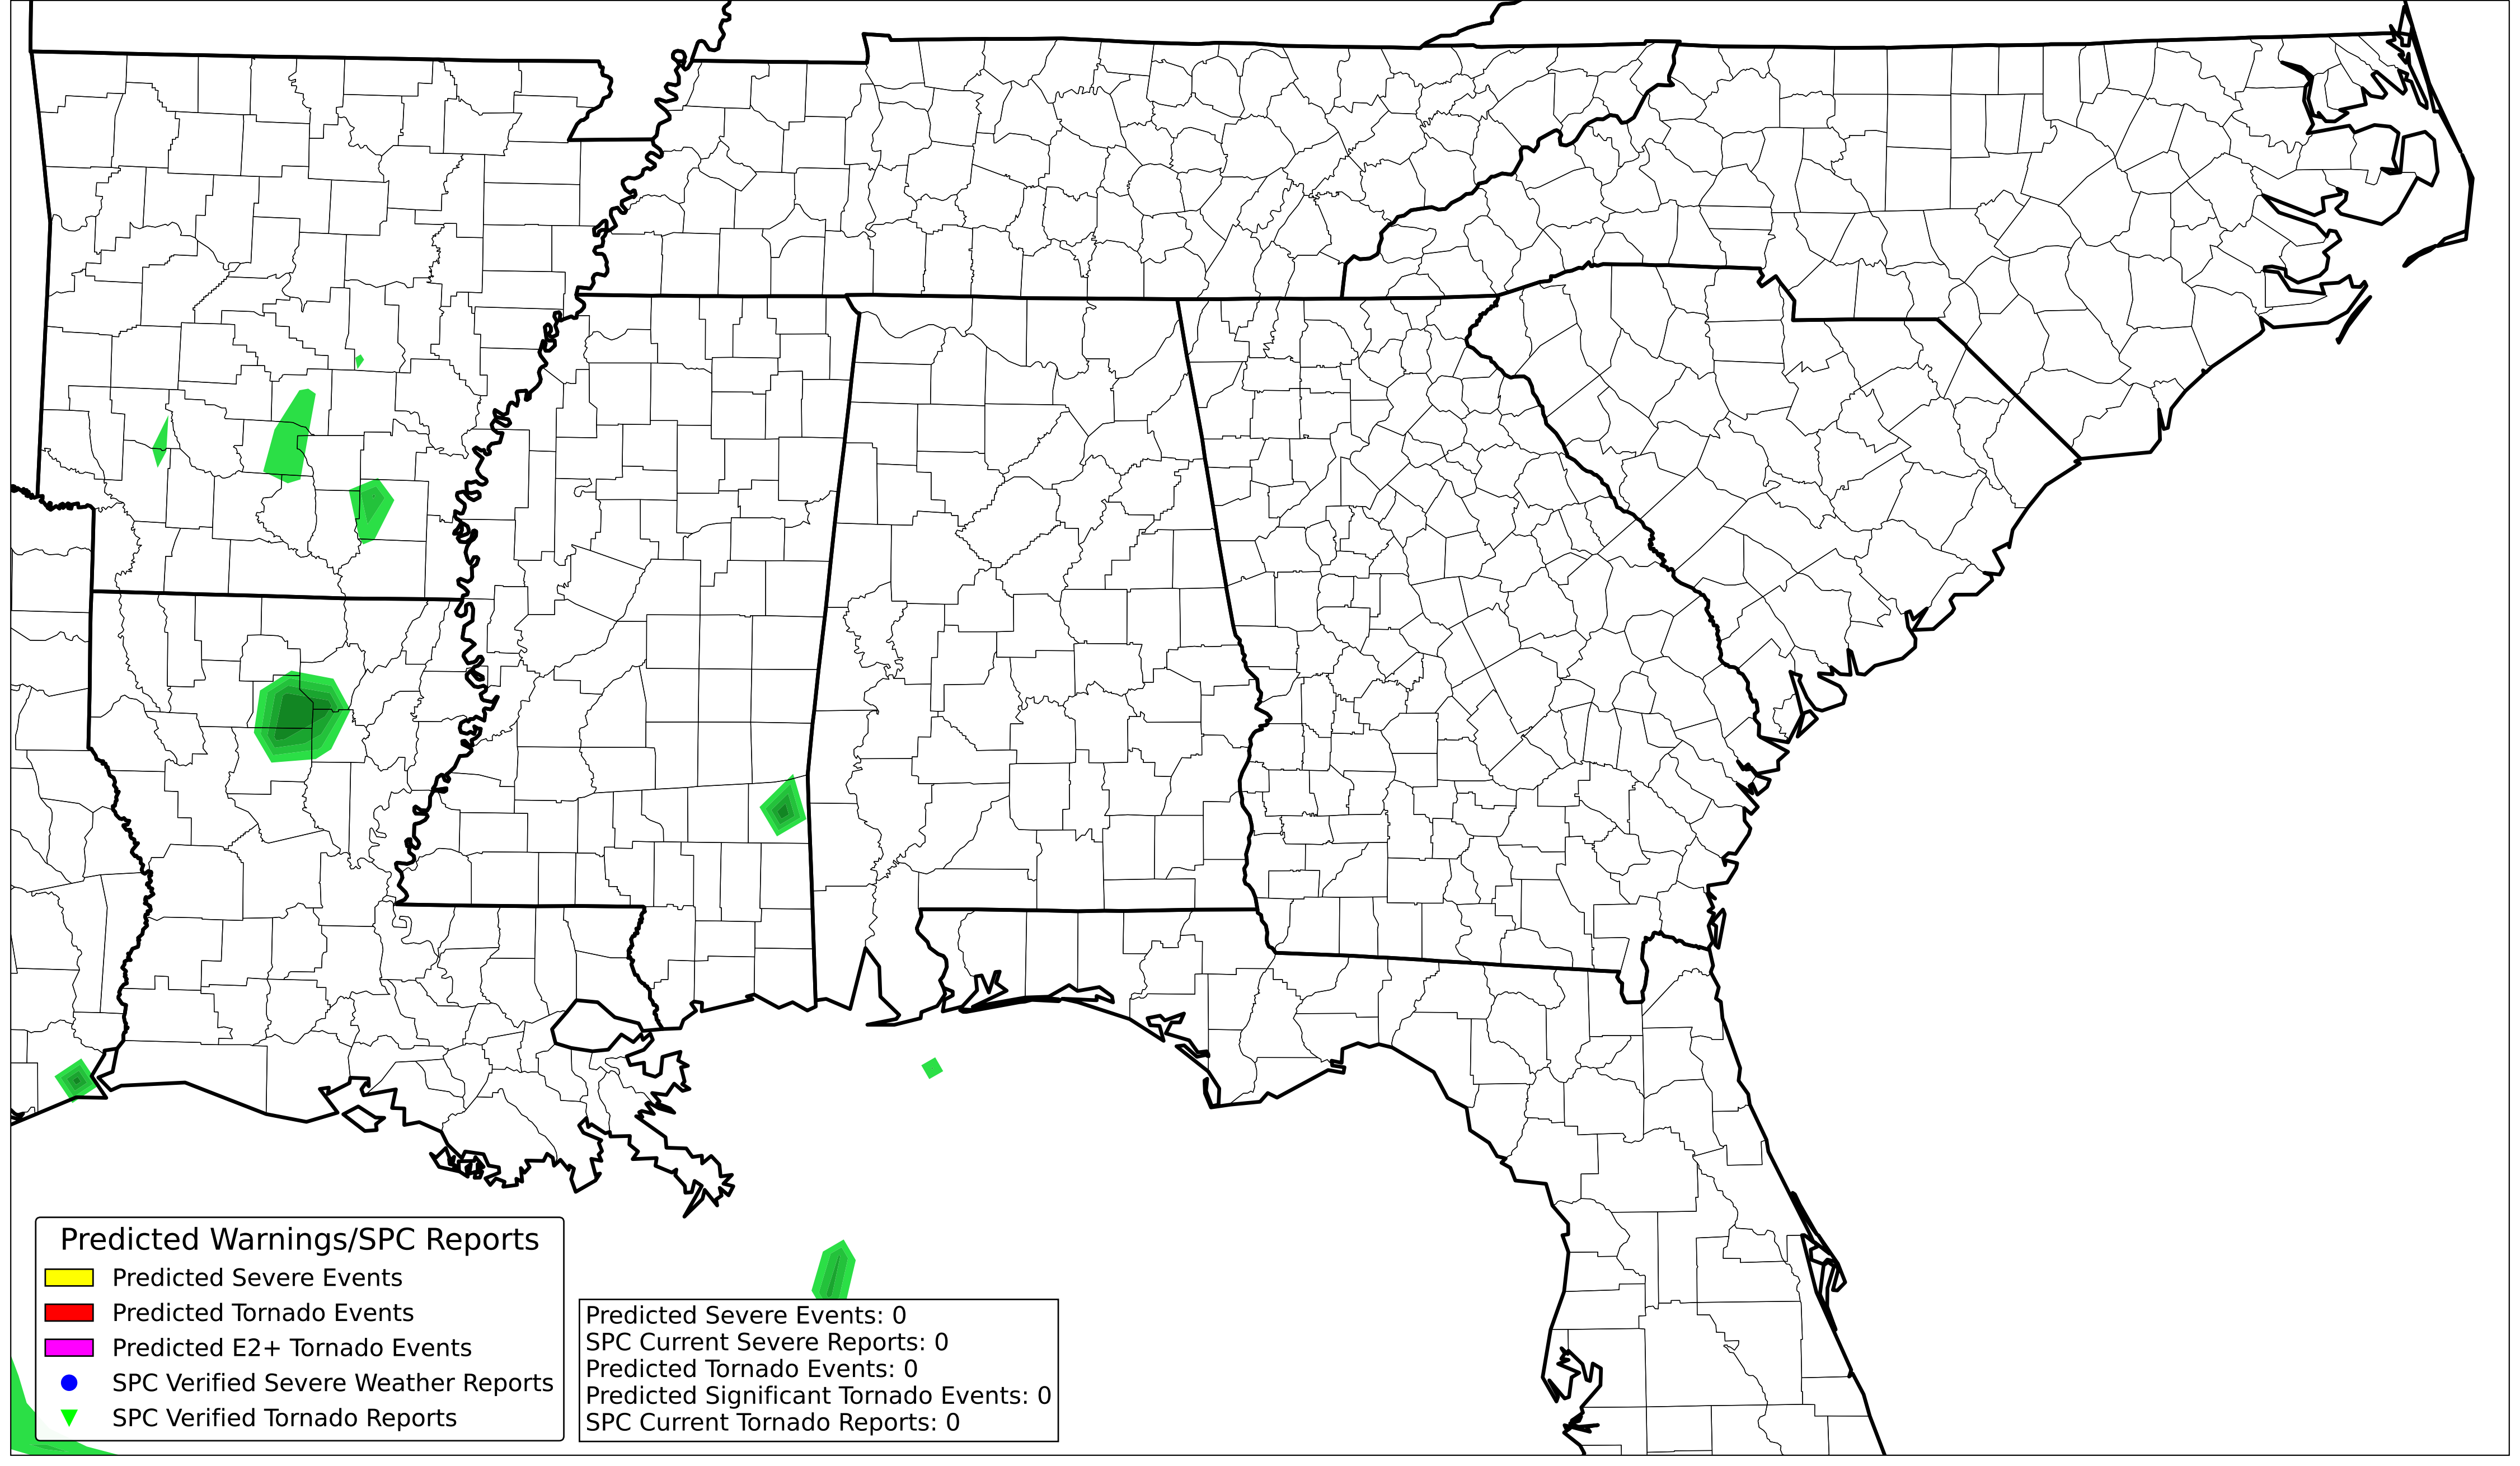 Predicted Warnings/SPC Reports
Predicted Severe Events
Predicted Tornado Events
Predicted E2+ Tornado Events
SPC Verified Severe Weather Reports
SPC Verified Tornado Reports
Predicted Severe Events: 0
SPC Current Severe Reports: 0
Predicted Tornado Events: 0
Predicted Significant Tornado Events: 0
SPC Current Tornado Reports: 0